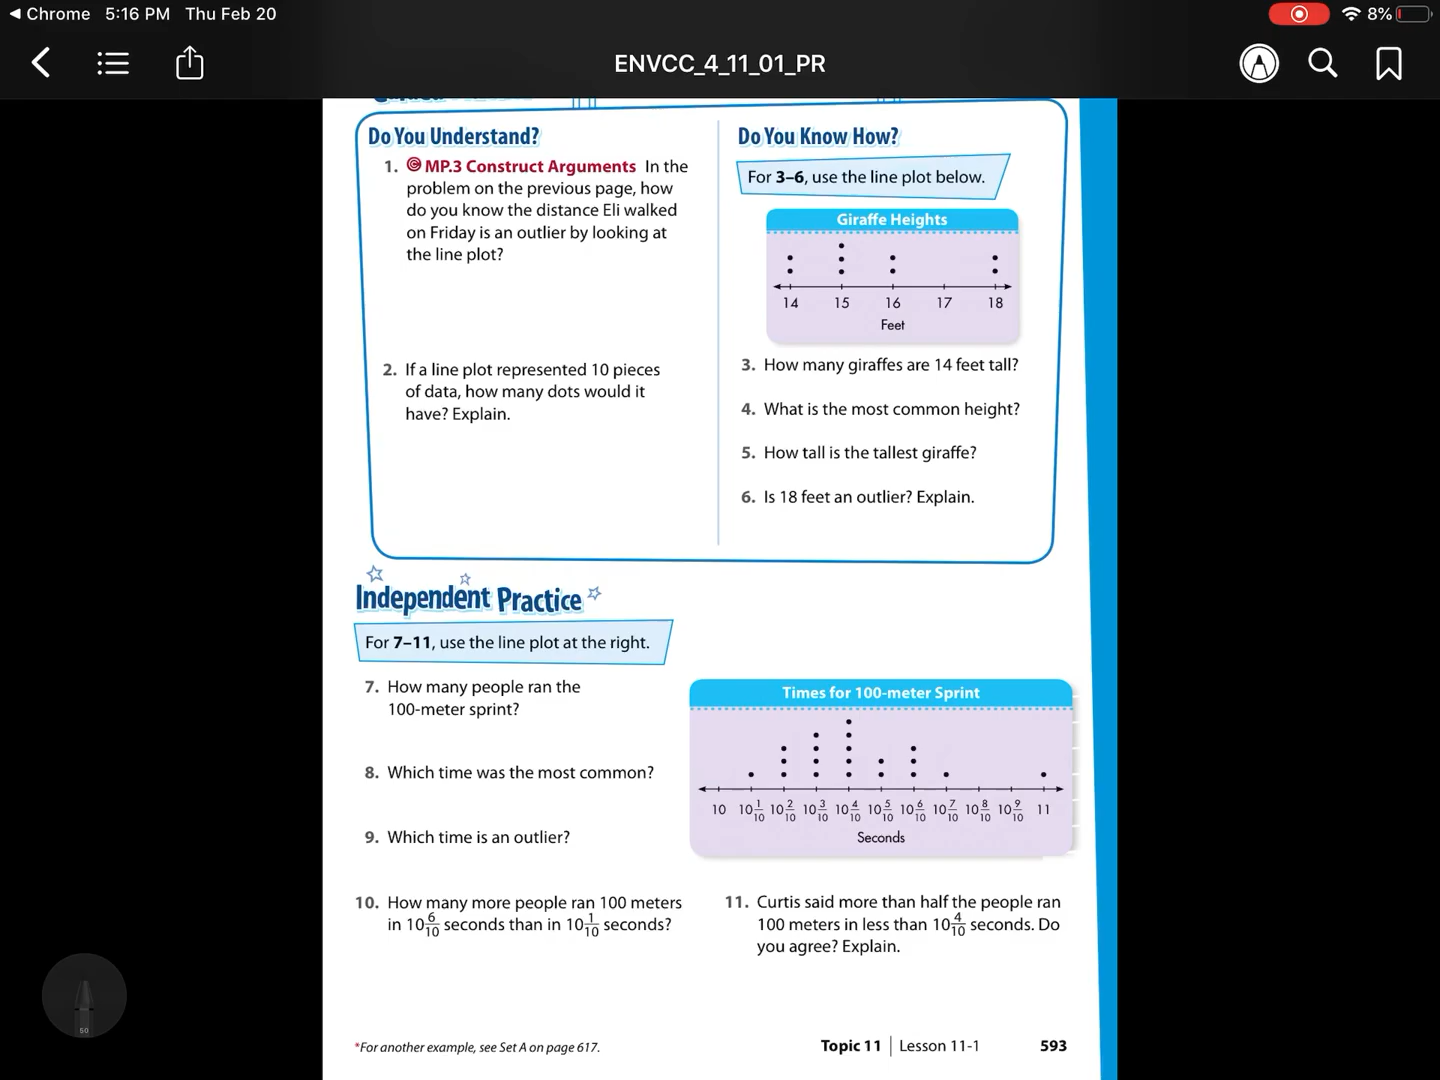 Chrome 5:16 PM Thu Feb 20
8%
ENVCC_4_11_01_PR
Do You Understand?
1. © MP.3 Construct Arguments In the
problem on the previous page, how
do you know the distance Eli walked
on Friday is an outlier by looking at
the line plot?
2. If a line plot represented 10 pieces
of data, how many dots would it
have? Explain.
Do You Know How?
For 3–6, use the line plot below.
Giraffe Heights
14 15 16 17 18
Feet
3. How many giraffes are 14 feet tall?
4. What is the most common height?
5. How tall is the tallest giraffe?
6. Is 18 feet an outlier? Explain.
Independent Practice
For 7–11, use the line plot at the right.
7. How many people ran the
100-meter sprint?
8. Which time was the most common?
9. Which time is an outlier?
Times for 100-meter Sprint
10 10 1/10 10 2/10 10 3/10 10 4/10 10 5/10 10 6/10 10 7/10 10 8/10 10 9/10 11
Seconds
10. How many more people ran 100 meters
in 10 6/10 seconds than in 10 1/10 seconds?
11. Curtis said more than half the people ran
100 meters in less than 10 4/10 seconds. Do
you agree? Explain.
50
*For another example, see Set A on page 617.
Topic 11 | Lesson 11-1 593